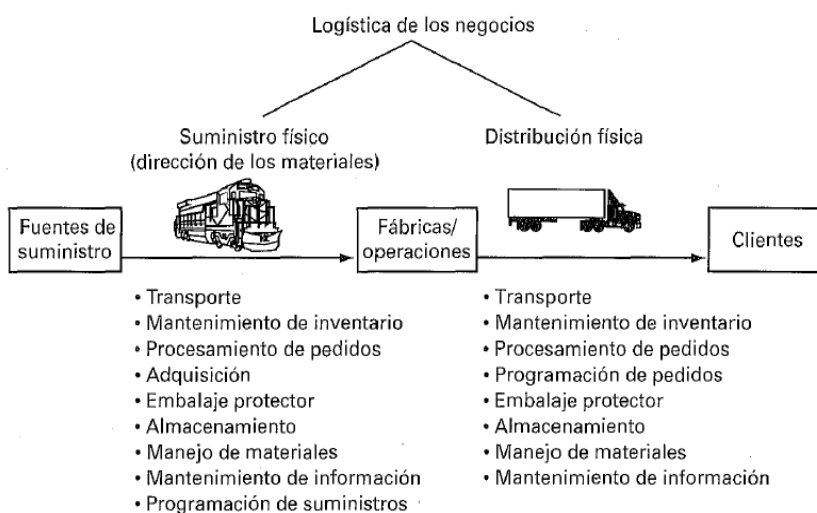 Logística de los negocios
Suministro físico
(dirección de los materiales)
Distribución física
Fuentes de
suministro
Fábricas/
operaciones
Clientes
• Transporte
• Mantenimiento de inventario
• Procesamiento de pedidos
• Adquisición
• Embalaje protector
• Almacenamiento
• Manejo de materiales
• Mantenimiento de información
• Programación de suministros
• Transporte
• Mantenimiento de inventario
• Procesamiento de pedidos
• Programación de pedidos
• Embalaje protector
• Almacenamiento
• Manejo de materiales
• Mantenimiento de información